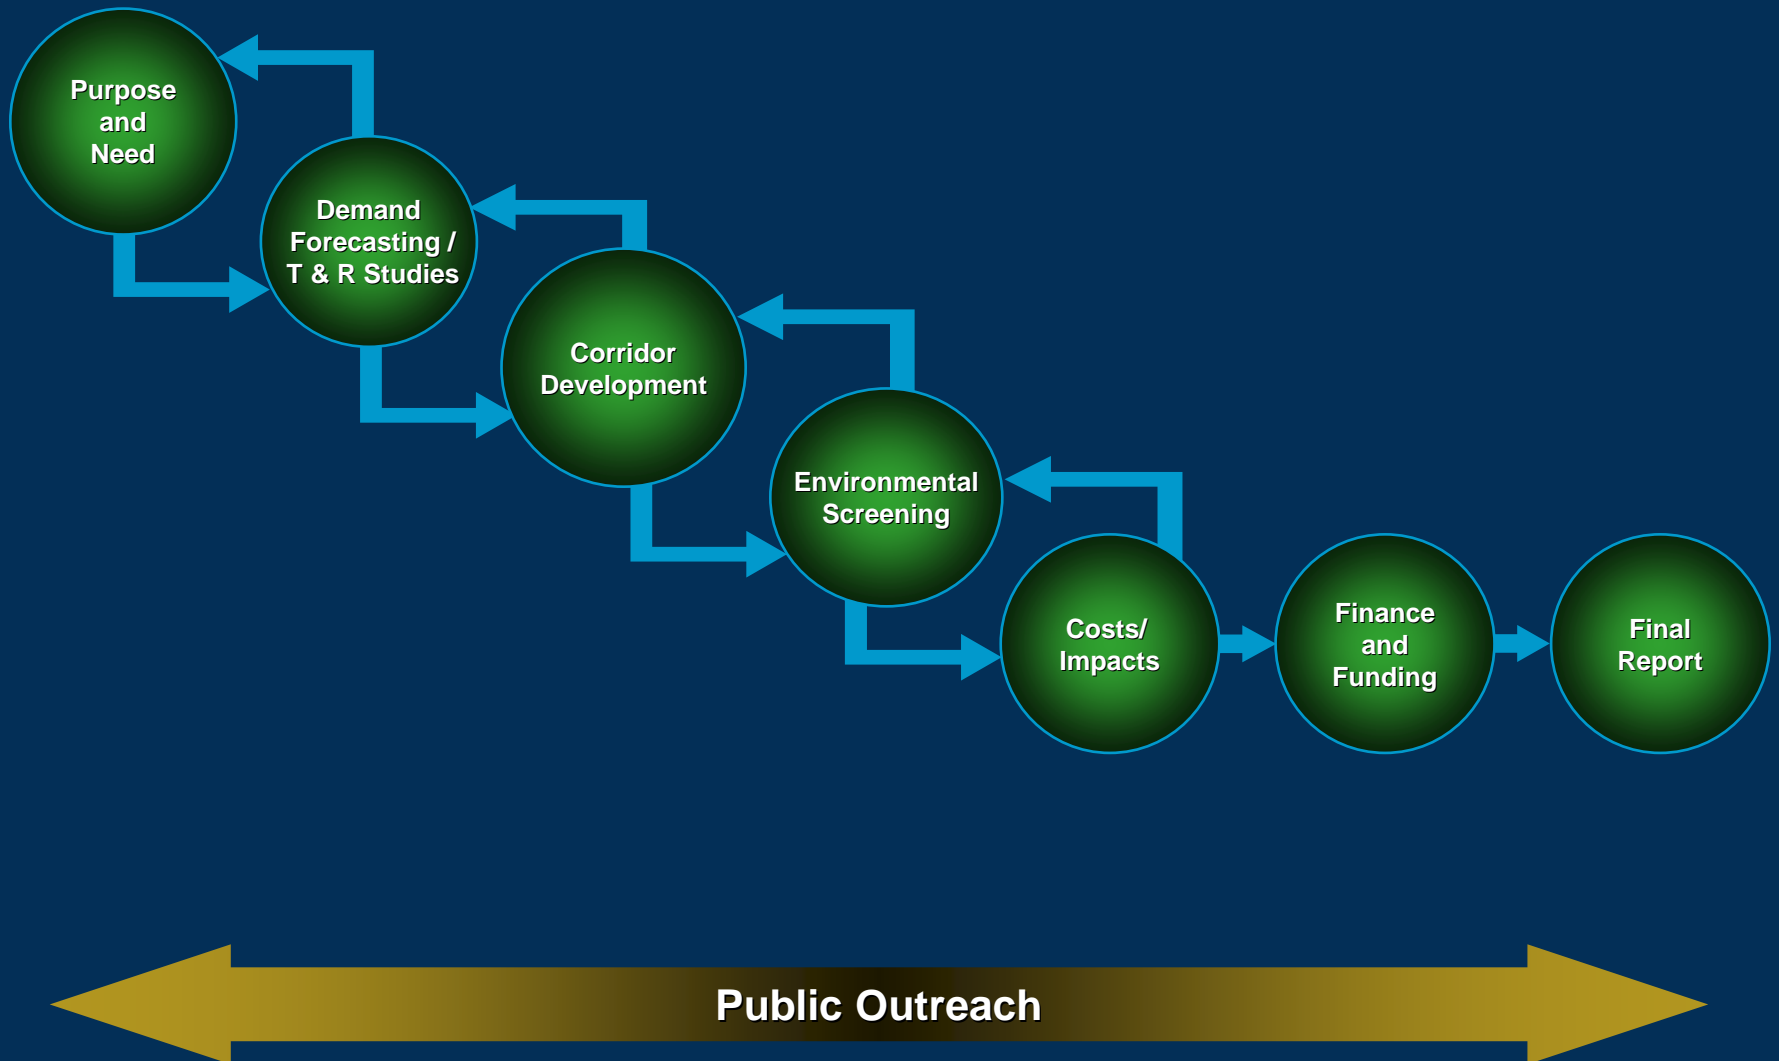 Purpose
and
Need
Demand
Forecasting /
T & R Studies
Corridor
Development
Environmental
Screening
Costs/
Impacts
Finance
and
Funding
Final
Report
Public Outreach